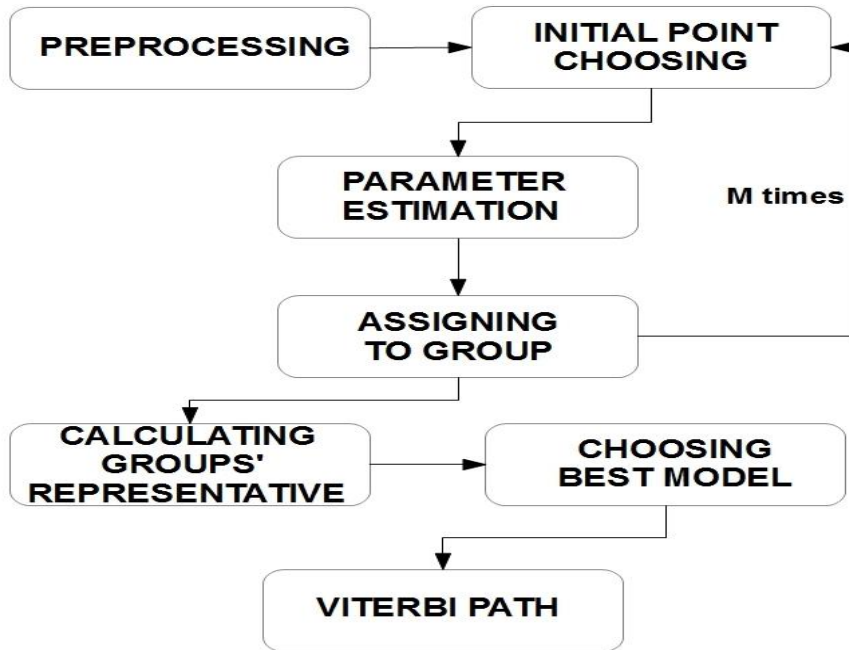 PREPROCESSING
INITIAL POINT
CHOOSING
PARAMETER
ESTIMATION
M times
ASSIGNING
TO GROUP
CALCULATING
GROUPS'
REPRESENTATIVE
CHOOSING
BEST MODEL
VITERBI PATH